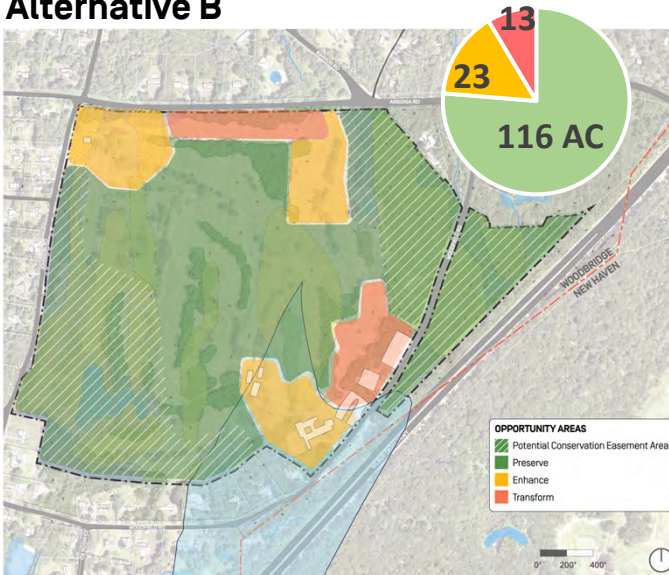 Alternative B
13
23
116 AC
ANSONIA RD
WOODBRIDGE
NEW HAVEN
OPPORTUNITY AREAS
Potential Conservation Easement Area
Preserve
Enhance
Transform
0' 200' 400'